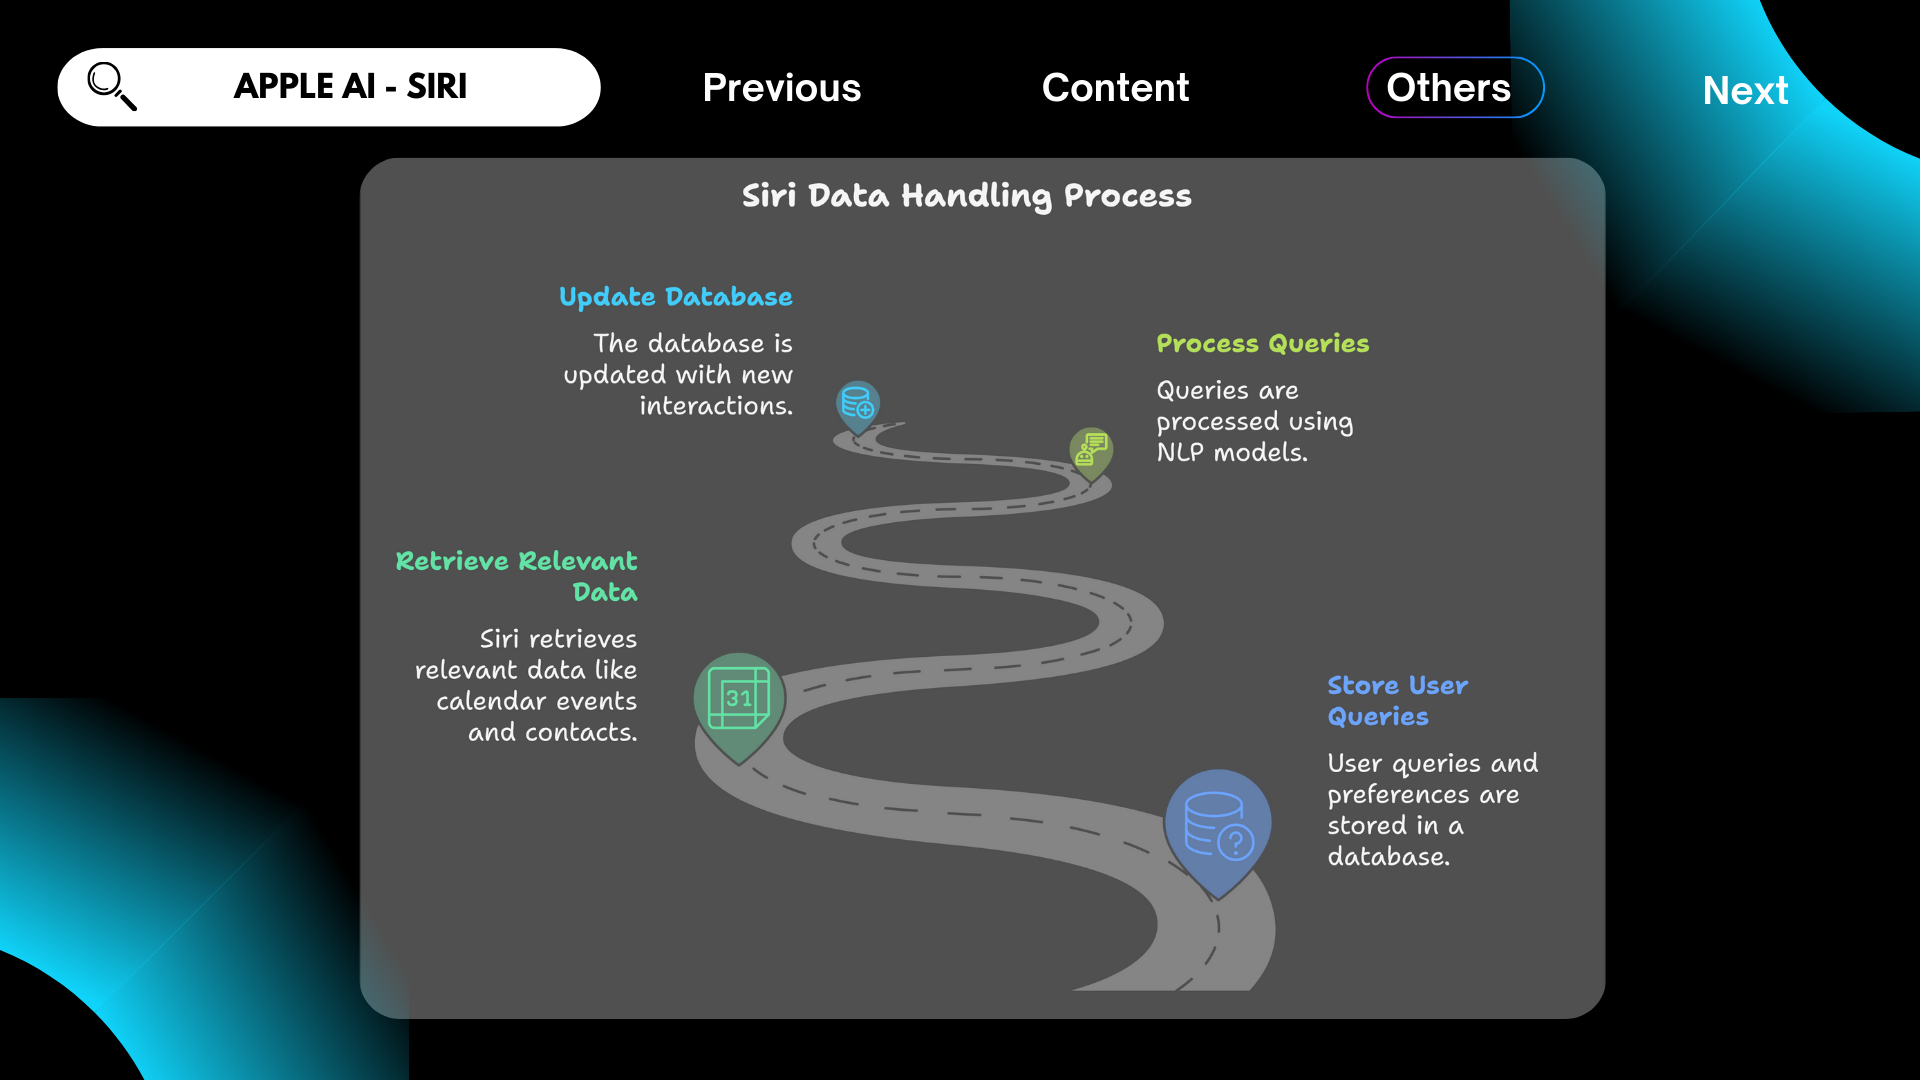 APPLE AI - SIRI
Previous
Content
Others
Next
Siri Data Handling Process
Update Database
The database is
updated with new
interactions.
Process Queries
Queries are
processed using
NLP models.
Retrieve Relevant
Data
Siri retrieves
relevant data like
calendar events
and contacts.
31
Store User
Queries
User queries and
preferences are
stored in a
database.
?